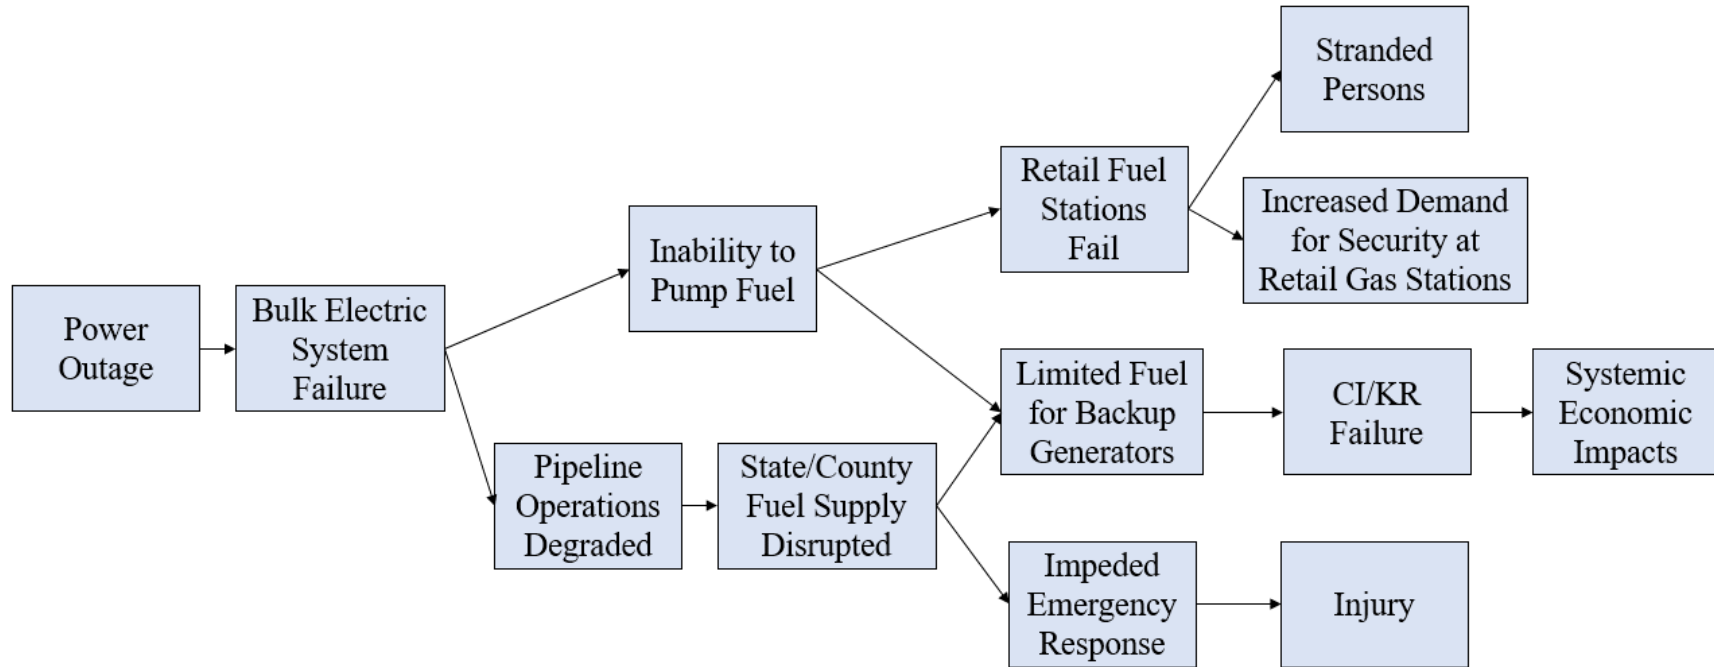 Power
Outage
Bulk Electric
System
Failure
Inability to
Pump Fuel
Pipeline
Operations
Degraded
State/County
Fuel Supply
Disrupted
Retail Fuel
Stations
Fail
Stranded
Persons
Increased Demand
for Security at
Retail Gas Stations
Limited Fuel
for Backup
Generators
CI/KR
Failure
Systemic
Economic
Impacts
Impeded
Emergency
Response
Injury